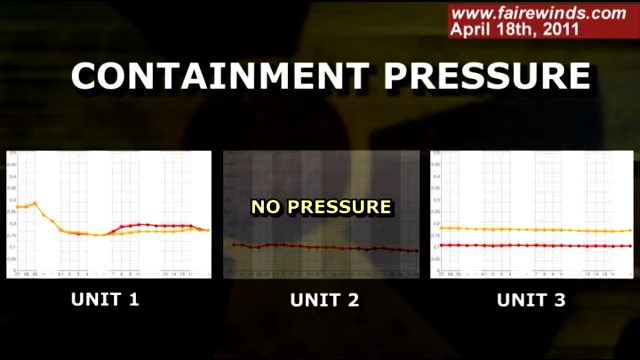 www.fairewinds.com
April 18th, 2011
CONTAINMENT PRESSURE
NO PRESSURE
UNIT 1
UNIT 2
UNIT 3